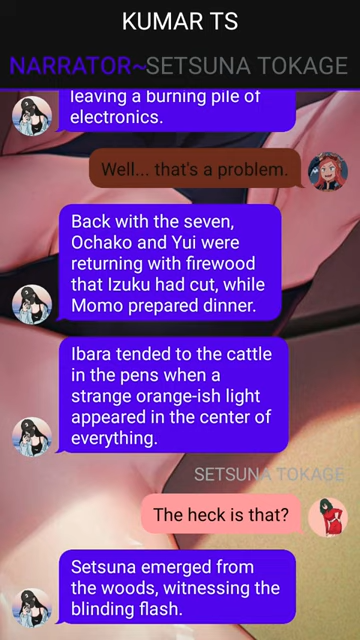 KUMAR TS
NARRATOR~SETSUNA TOKAGE
leaving a burning pile of
electronics.
Well... that's a problem.
Back with the seven,
Ochako and Yui were
returning with firewood
that Izuku had cut, while
Momo prepared dinner.
Ibara tended to the cattle
in the pens when a
strange orange-ish light
appeared in the center of
everything.
SETSUNA TOKAGE
The heck is that?
Setsuna emerged from
the woods, witnessing the
blinding flash.